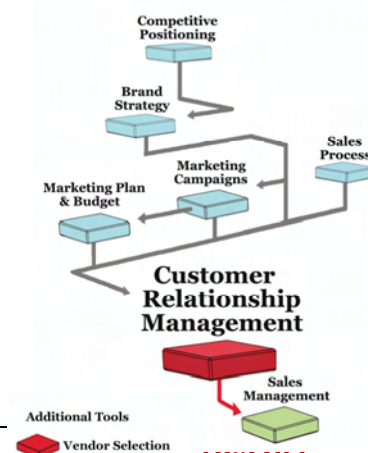 Competitive
Positioning
Brand
Strategy
Sales
Process
Marketing
Campaigns
Marketing Plan
& Budget
Customer
Relationship
Management
Sales
Management
Additional Tools
Vendor Selection